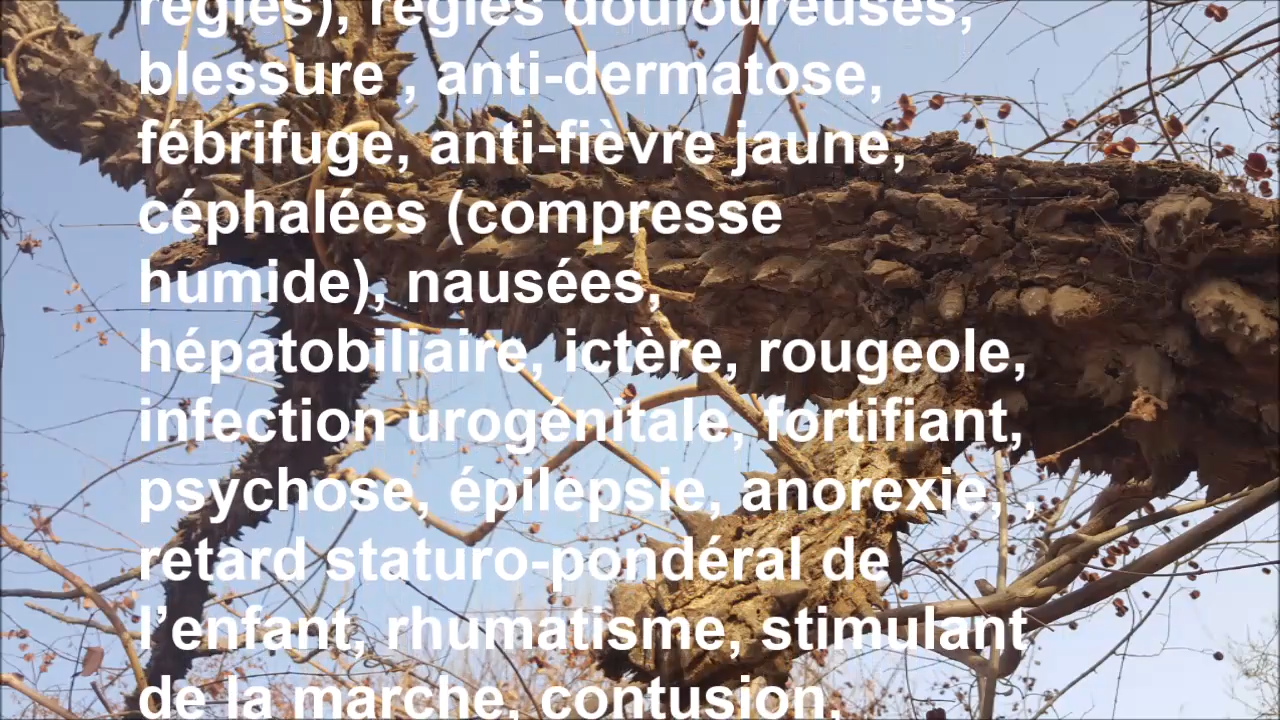 règles), règles douloureuses,
blessure , anti-dermatose,
fébrifuge, anti-fièvre jaune,
céphalées (compresse
humide), nausées,
hépatobiliaire, ictère, rougeole,
infection urogénitale, fortifiant,
psychose, épilepsie, anorexie, ,
retard staturo-pondéral de
l’enfant, rhumatisme, stimulant
de la marche, contusion,